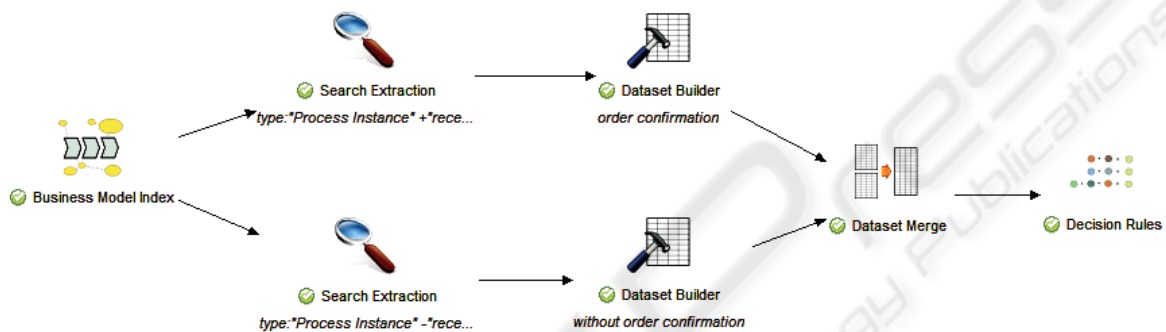 Search Extraction
type:"Process Instance" +"rece...
Dataset Builder
order confirmation
Business Model Index
Dataset Merge
Decision Rules
Search Extraction
type:"Process Instance" -"rece...
Dataset Builder
without order confirmation
Publications